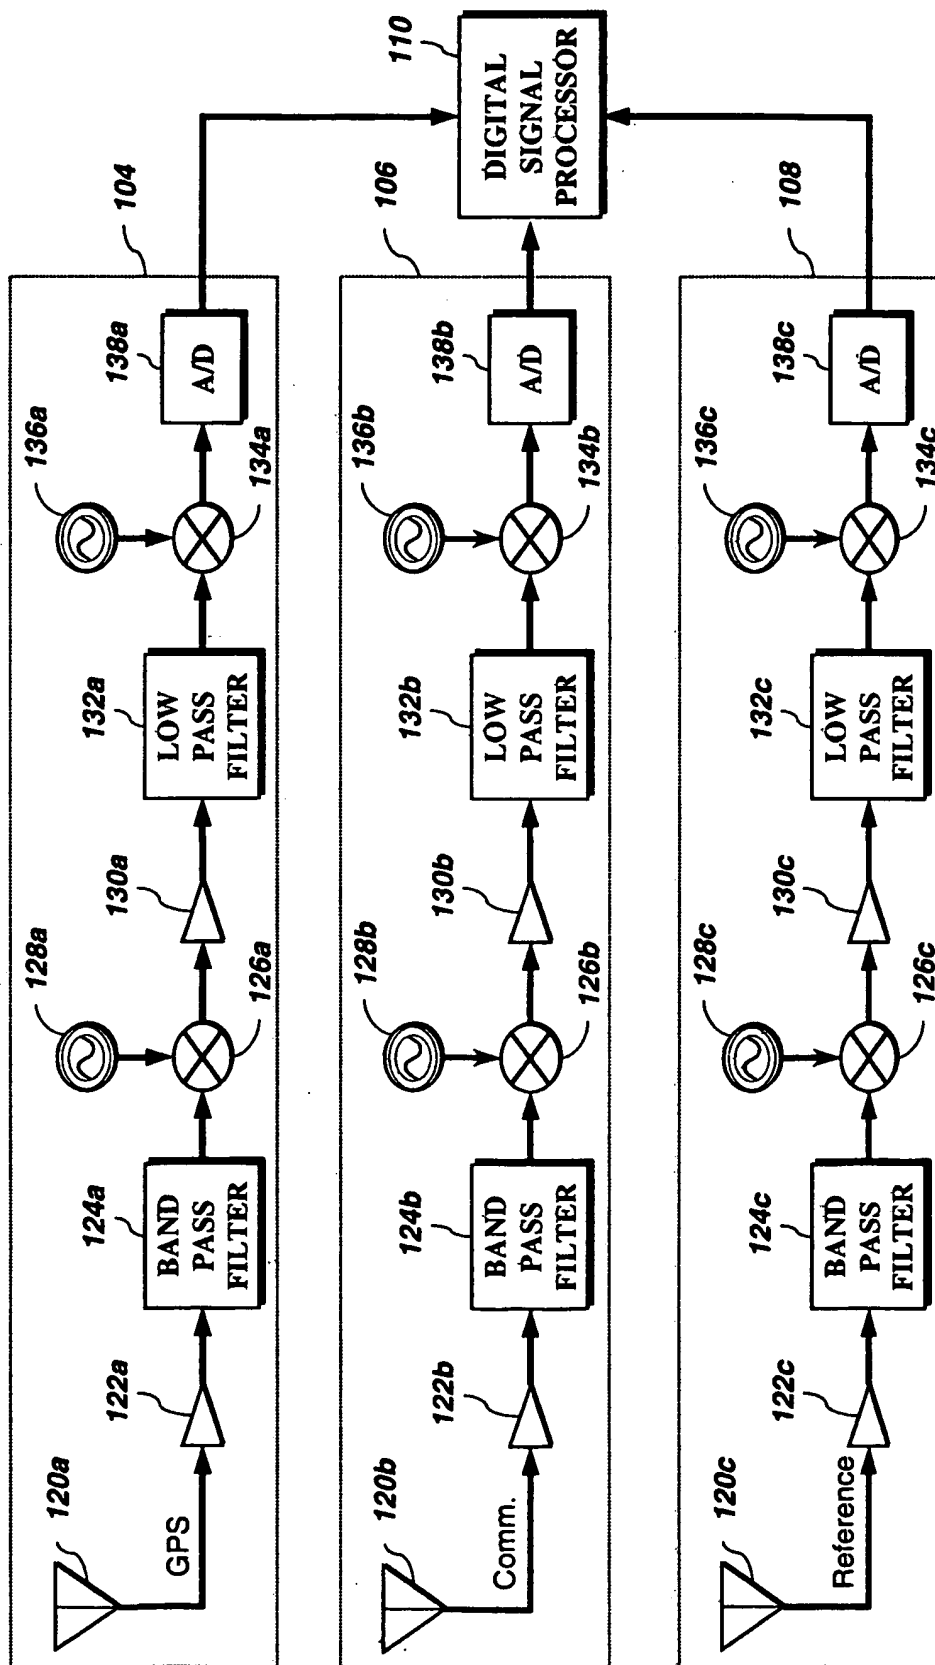 120a
GPS
122a
124a
BAND
PASS
FILTER
128a
126a
130a
132a
LOW
PASS
FILTER
136a
134a
138a
A/D
104
120b
Comm.
122b
124b
BAND
PASS
FILTER
128b
126b
130b
132b
LOW
PASS
FILTER
136b
134b
138b
A/D
106
110
DIGITAL
SIGNAL
PROCESSOR
120c
Reference
122c
124c
BAND
PASS
FILTER
128c
126c
130c
132c
LOW
PASS
FILTER
136c
134c
138c
A/D
108